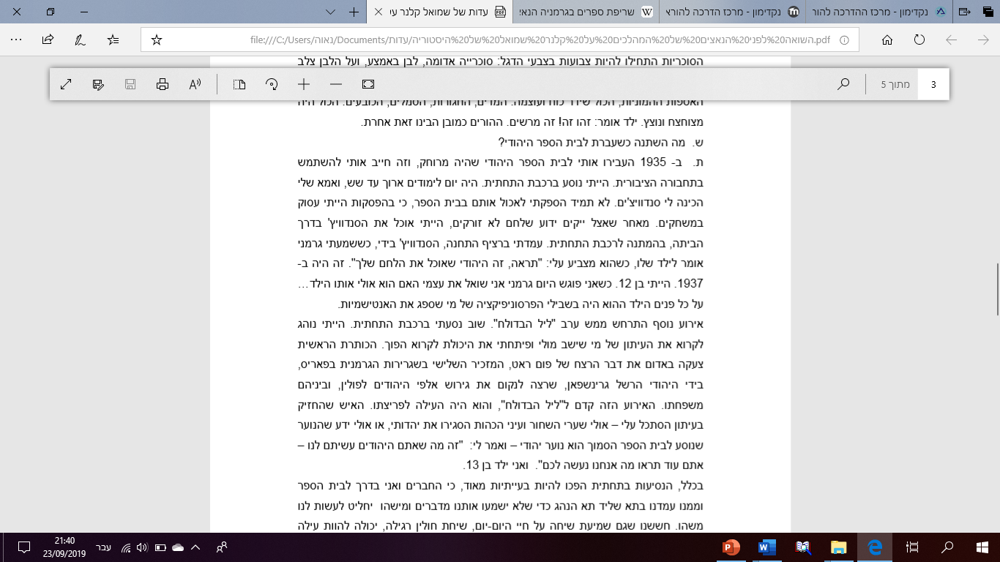 עדות של שמואל קלנר עי
שריפת ספרים בגרמניה הנאצ
נקדימון - מרכז הדרכה להורא
נקדימון - מרכז ההדרכה להור
file:///C:/Users/נאוה/Documents/עדות/היסטוריה%20של%20שמואל%20קלנר%20על%20המהלכים%20של%20הנאצים%20לפני%20השואה.pdf
הסוכריות התחילו להיות צבועות בצבעי הדגל: סוכרייה אדומה, לבן באמצע, ועל הלבן צלב
3 מתוך 5
האספות ההמוניות, הכול שידר כוח ועוצמה. המדים, החגורות, הסמלים, הכובעים. הכול היה
מצוחצח ונוצץ. ילד אומר: זהו זה! זה מרשים. ההורים כמובן הבינו זאת אחרת.
ש. מה השתנה כשעברת לבית הספר היהודי?
ת. ב- 1935 העבירו אותי לבית הספר היהודי שהיה מרוחק, וזה חייב אותי להשתמש
בתחבורה הציבורית. הייתי נוסע ברכבת התחתית. היה יום לימודים ארוך עד שש, ואמא שלי
הכינה לי סנדוויצ'ים. לא תמיד הספקתי לאכול אותם בבית הספר, כי בהפסקות הייתי עסוק
במשחקים. מאחר שאצל ייקים ידוע שלחם לא זורקים, הייתי אוכל את הסנדוויץ' בדרך
הביתה, בהמתנה לרכבת התחתית. עמדתי ברציף התחנה, הסנדוויץ' בידי, כששמעתי גרמני
אומר לילד שלו, כשהוא מצביע עלי: "תראה, זה היהודי שאוכל את הלחם שלך". זה היה ב-
1937. הייתי בן 12. כשאני פוגש היום גרמני אני שואל את עצמי האם הוא אולי אותו הילד...
על כל פנים הילד ההוא היה בשבילי הפרסוניפיקציה של מי שספג את האנטישמיות.
אירוע נוסף התרחש ממש ערב "ליל הבדולח". שוב נסעתי ברכבת התחתית. הייתי נוהג
לקרוא את העיתון של מי שישב מולי ופיתחתי את היכולת לקרוא הפוך. הכותרת הראשית
צעקה באדום את דבר הרצח של פום ראט, המזכיר השלישי בשגרירות הגרמנית בפאריס,
בידי היהודי הרשל גרינשפאן, שרצה לנקום את גירוש אלפי היהודים לפולין, וביניהם
משפחתו. האירוע הזה קדם ל"ליל הבדולח", והוא היה העילה לפריצתו. האיש שהחזיק
בעיתון הסתכל עלי – אולי שערי השחור ועיני הכהות הסגירו את יהדותי, או אולי ידע שהנוער
שנוסע לבית הספר הסמוך הוא נוער יהודי – ואמר לי: "זה מה שאתם היהודים עשיתם לנו –
אתם עוד תראו מה אנחנו נעשה לכם". ואני ילד בן 13.
בכלל, הנסיעות בתחתית הפכו להיות בעייתיות מאוד, כי החברים ואני בדרך לבית הספר
וממנו עמדנו בתא שליד תא הנהג כדי שלא ישמעו אותנו מדברים ומישהו יחליט לעשות לנו
משהו. חששנו שגם שמיעת שיחה על חיי היום-יום, שיחת חולין רגילה, יכולה להוות עילה
21:40
עבר
23/09/2019